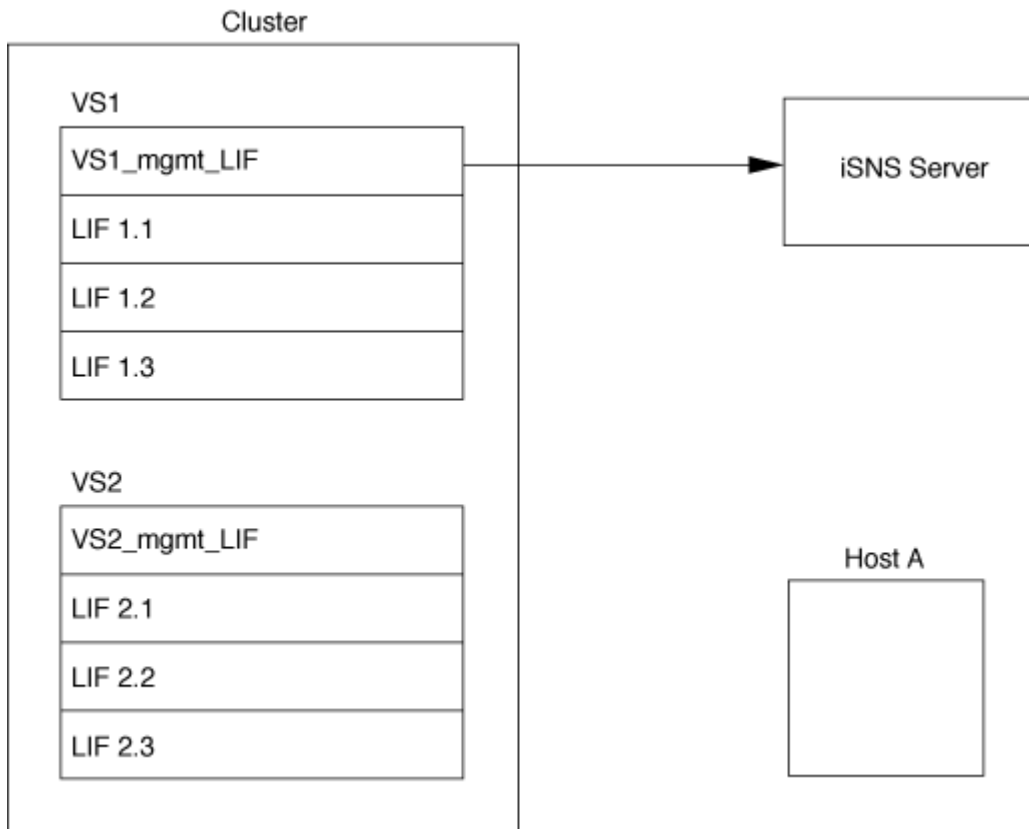 Cluster
VS1
VS1_mgmt_LIF
LIF 1.1
LIF 1.2
LIF 1.3
iSNS Server
VS2
VS2_mgmt_LIF
LIF 2.1
LIF 2.2
LIF 2.3
Host A